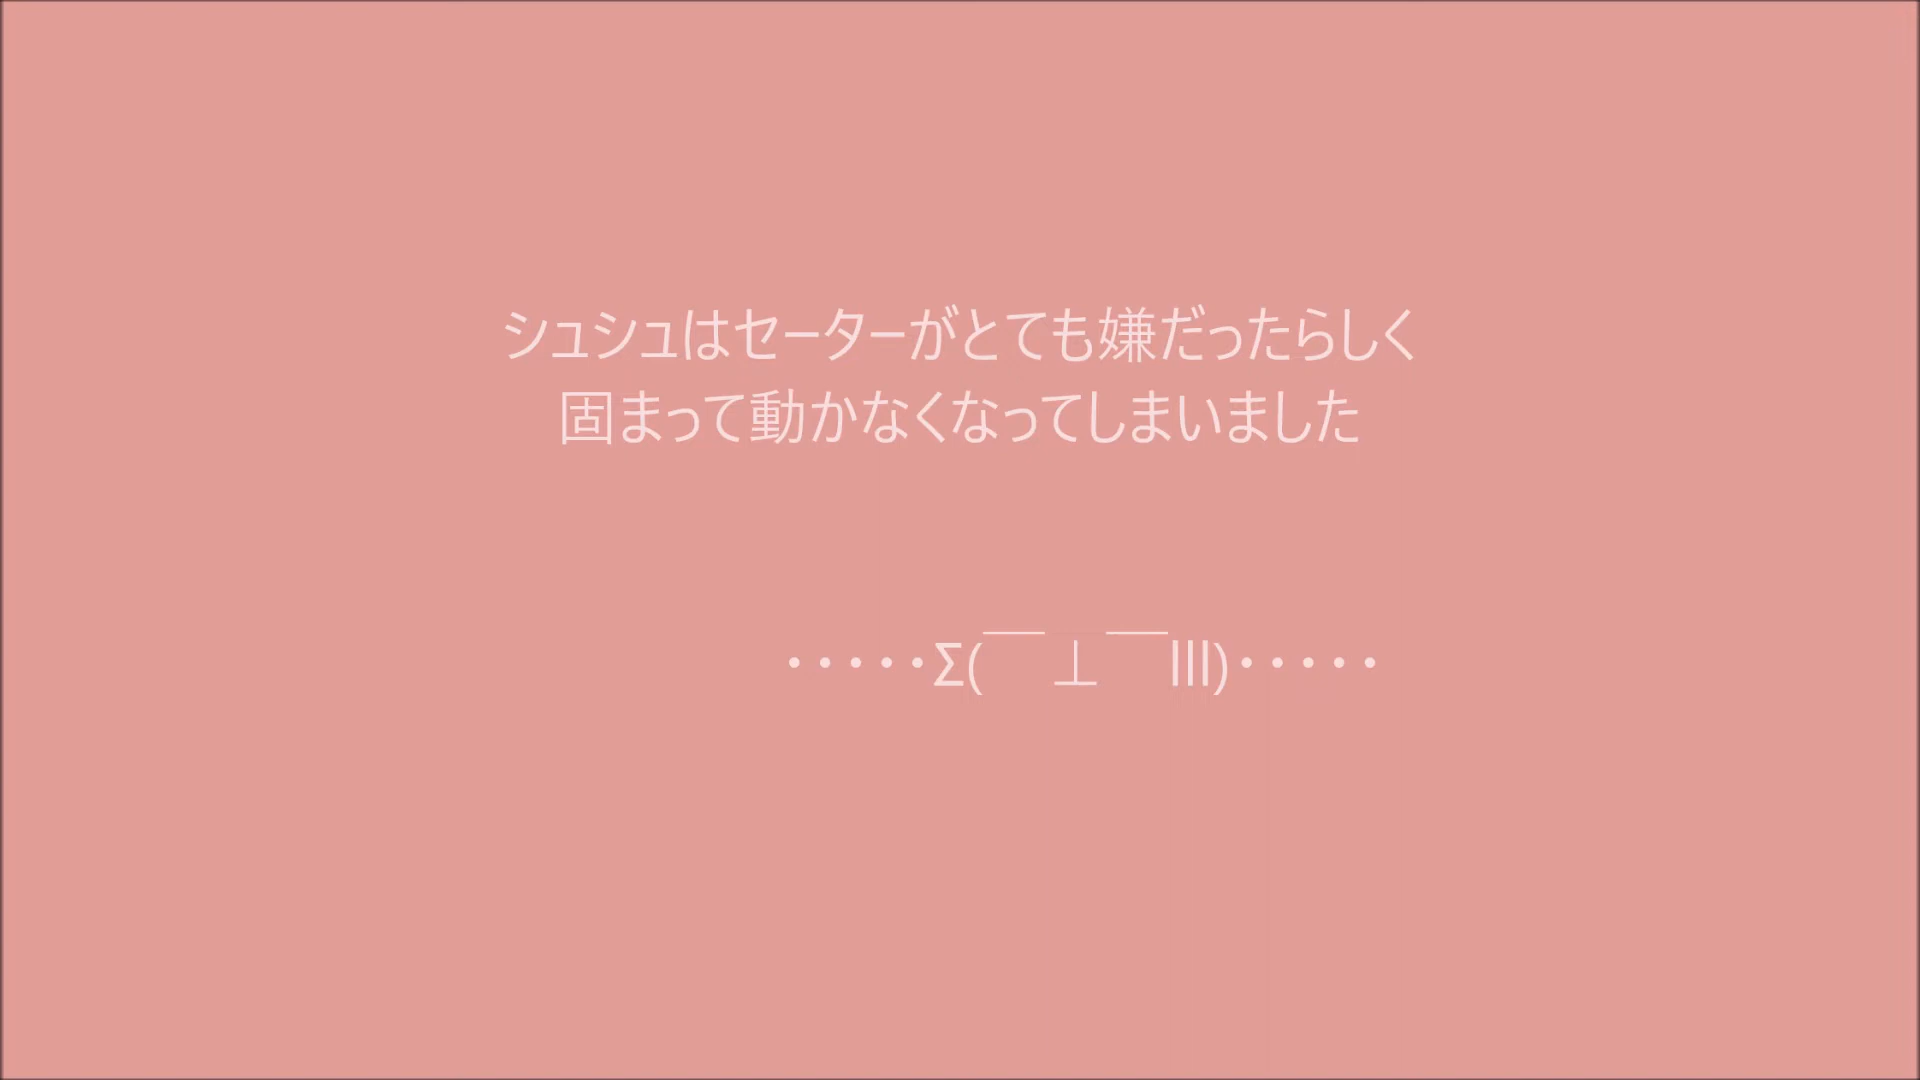 シュシュはセーターがとても嫌だったらしく
固まって動かなくなってしまいました
・・・・・Σ(￣⊥￣lll)・・・・・